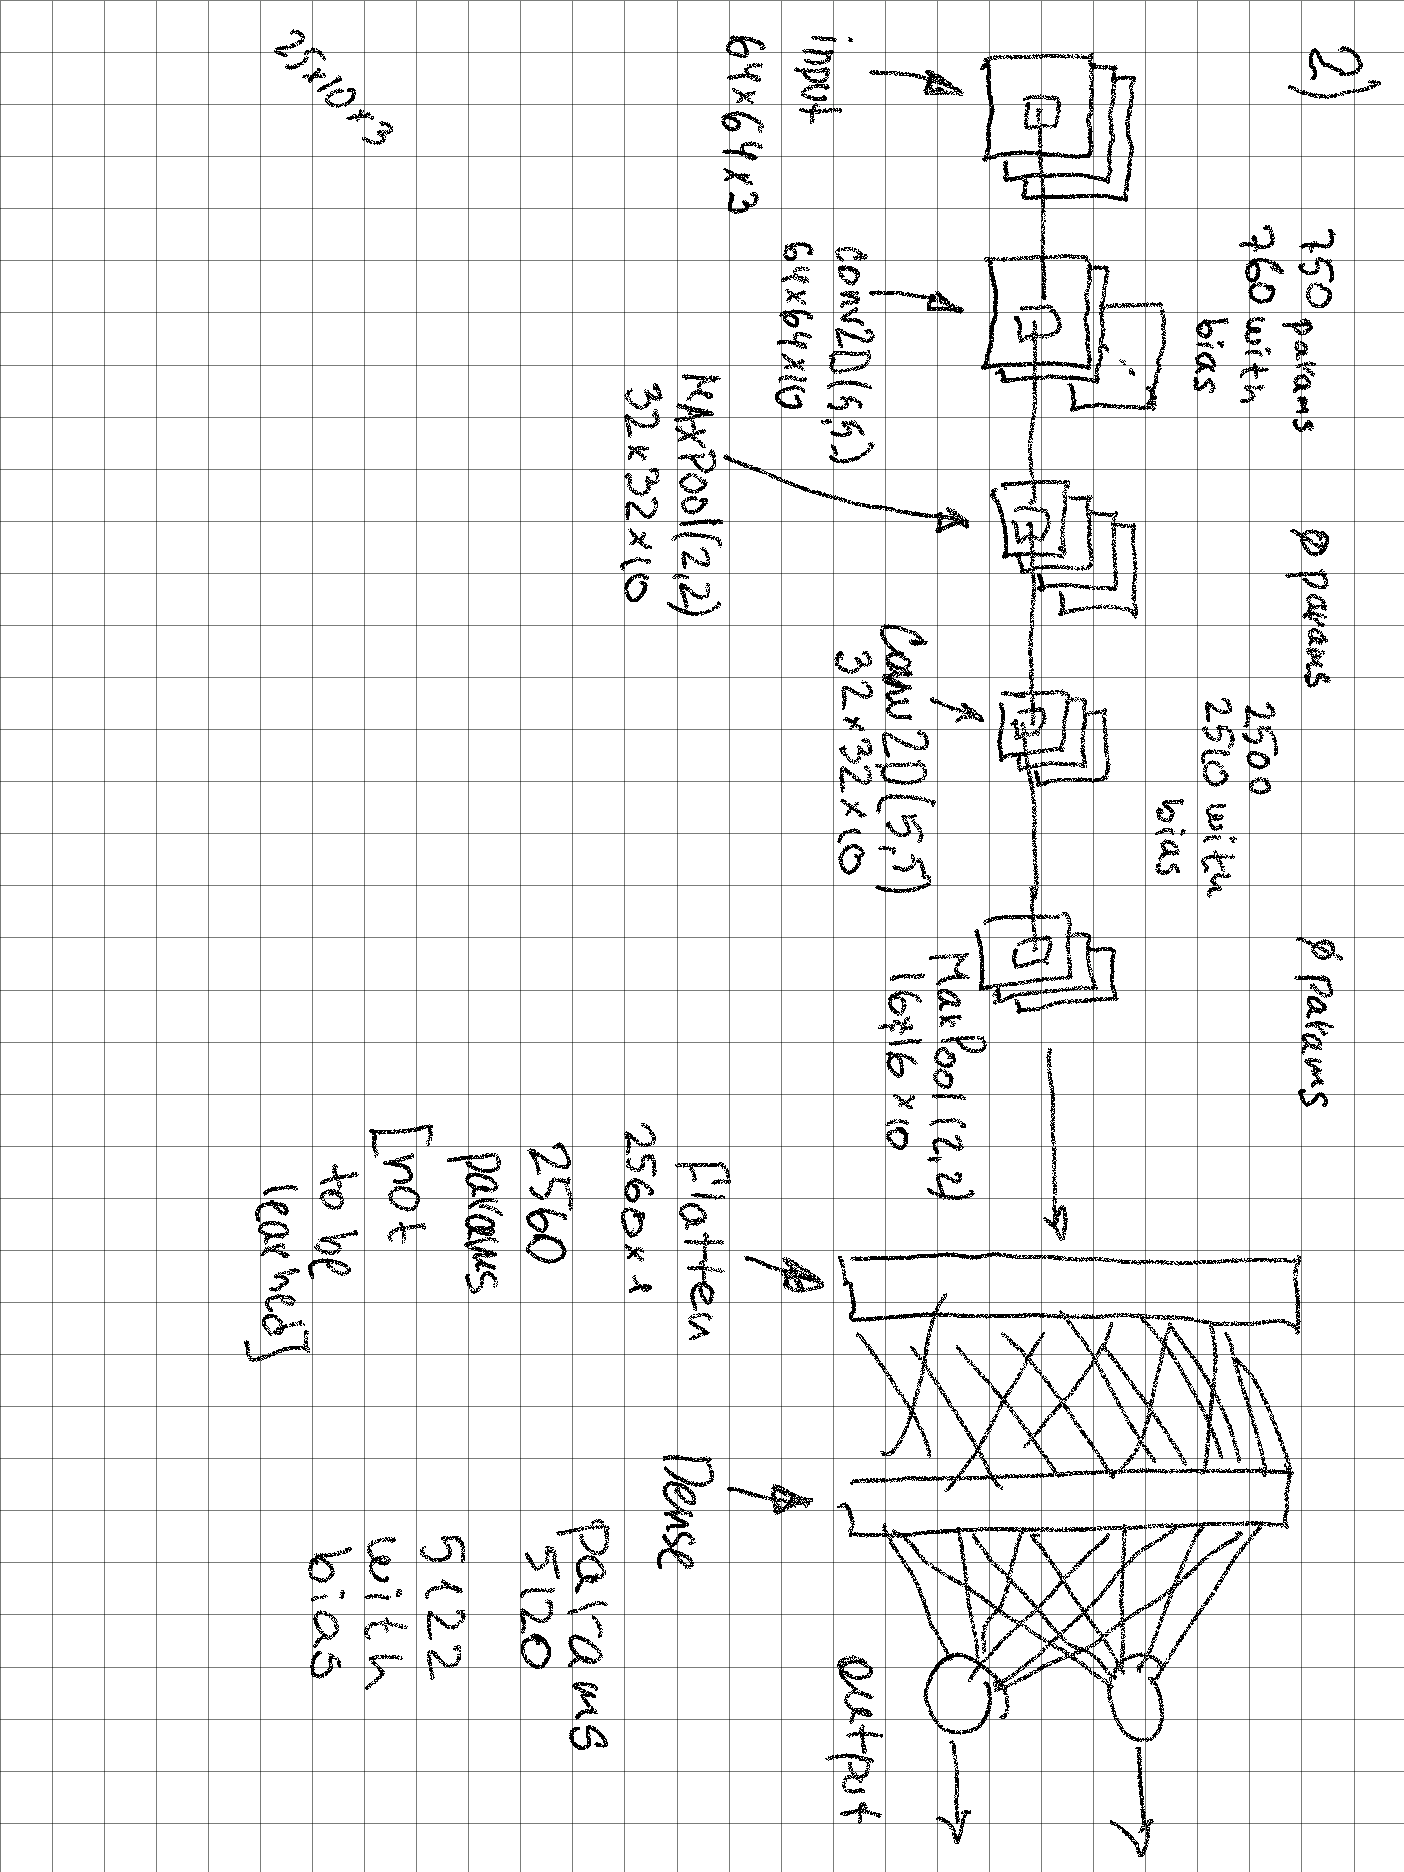 2)
750 params
760 with
bias
Ø params
2500
2510 with
bias
Ø params
input
64x64x3
conv2D(5,5)
64x64x10
MaxPool(2,2)
32x32x10
Conv2D(5,5)
32x32x10
MaxPool(2,2)
16x16x10
Flatten
2560x1
2560
params
[not
to be
learned]
Dense
params
5120
5122
with
bias
output
25x10x3